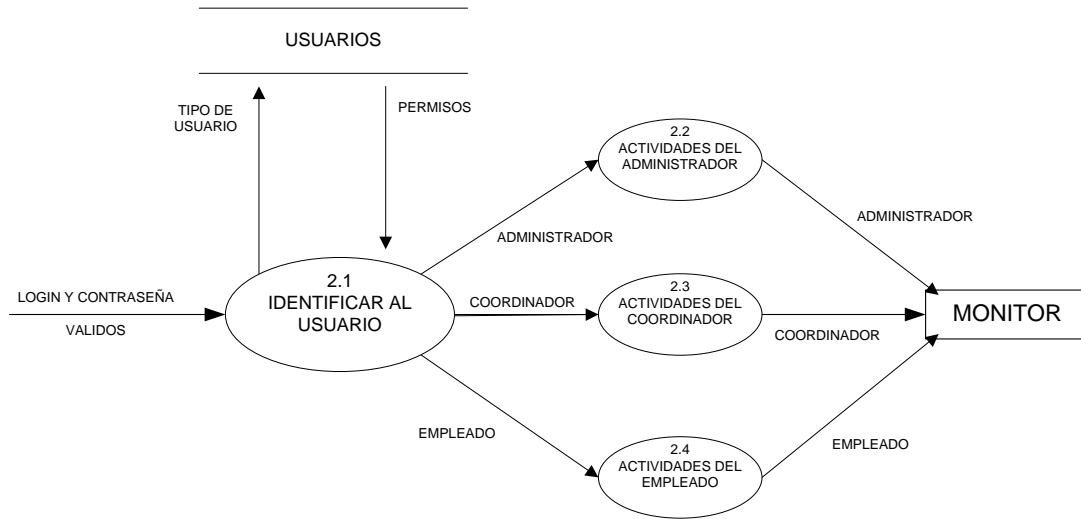 USUARIOS
TIPO DE
USUARIO
PERMISOS
2.2
ACTIVIDADES DEL
ADMINISTRADOR
ADMINISTRADOR
ADMINISTRADOR
2.1
IDENTIFICAR AL
USUARIO
LOGIN Y CONTRASEÑA
VALIDOS
COORDINADOR
2.3
ACTIVIDADES DEL
COORDINADOR
COORDINADOR
MONITOR
EMPLEADO
2.4
ACTIVIDADES DEL
EMPLEADO
EMPLEADO